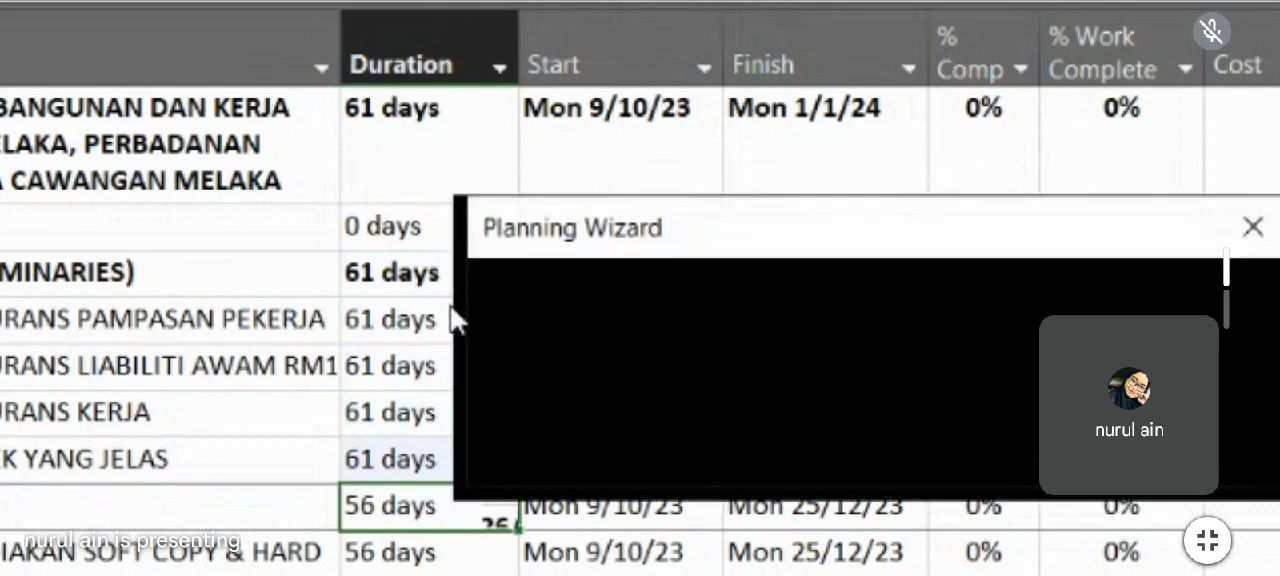 Duration Start Finish % Comp % Work Complete Cost
BANGUNAN DAN KERJA 61 days Mon 9/10/23 Mon 1/1/24 0% 0%
ELAKA, PERBADANAN
A CAWANGAN MELAKA
0 days
Planning Wizard
MINARIES) 61 days
URANS PAMPASAN PEKERJA 61 days
URANS LIABILITI AWAM RM1 61 days
URANS KERJA 61 days
nurul ain
EK YANG JELAS 61 days
56 days Mon 9/10/23 Mon 25/12/23 0% 0%
nurul ain is presenting
IAKAN SOFT COPY & HARD 56 days Mon 9/10/23 Mon 25/12/23 0% 0%